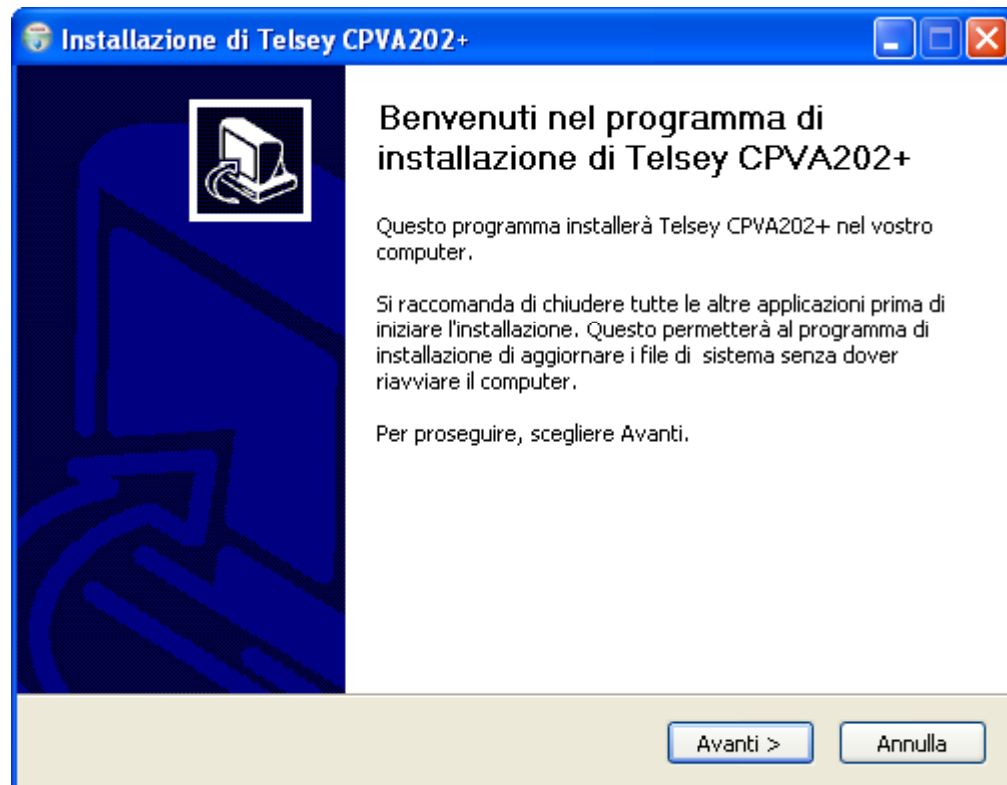 Installazione di Telsey CPVA202+
Benvenuti nel programma di
installazione di Telsey CPVA202+
Questo programma installerà Telsey CPVA202+ nel vostro
computer.
Si raccomanda di chiudere tutte le altre applicazioni prima di
iniziare l'installazione. Questo permetterà al programma di
installazione di aggiornare i file di  sistema senza dover
riavviare il computer.
Per proseguire, scegliere Avanti.
Avanti >
Annulla